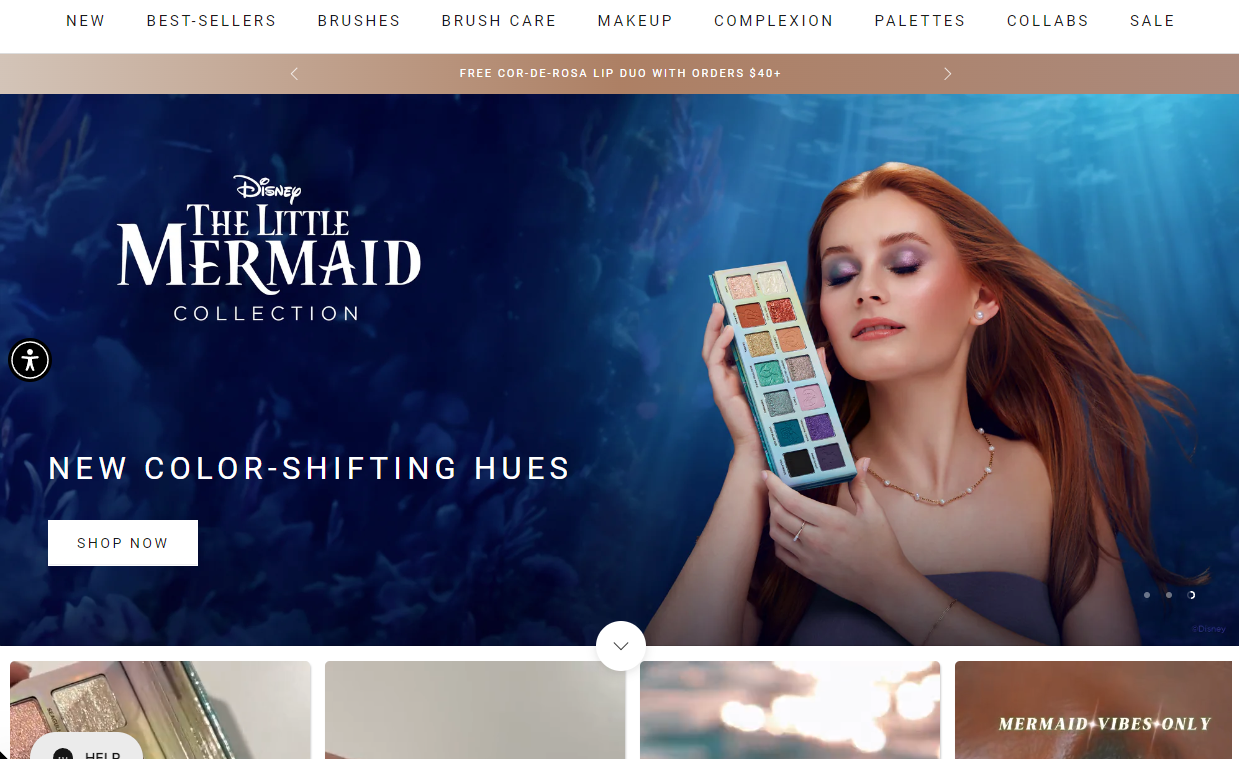 NEW BEST-SELLERS BRUSHES BRUSH CARE MAKEUP COMPLEXION PALETTES COLLABS SALE
FREE COR-DE-ROSA LIP DUO WITH ORDERS $40+
Disney
THE LITTLE
MERMAID
COLLECTION
NEW COLOR-SHIFTING HUES
SHOP NOW
©Disney
MERMAID VIBES ONLY
HELP